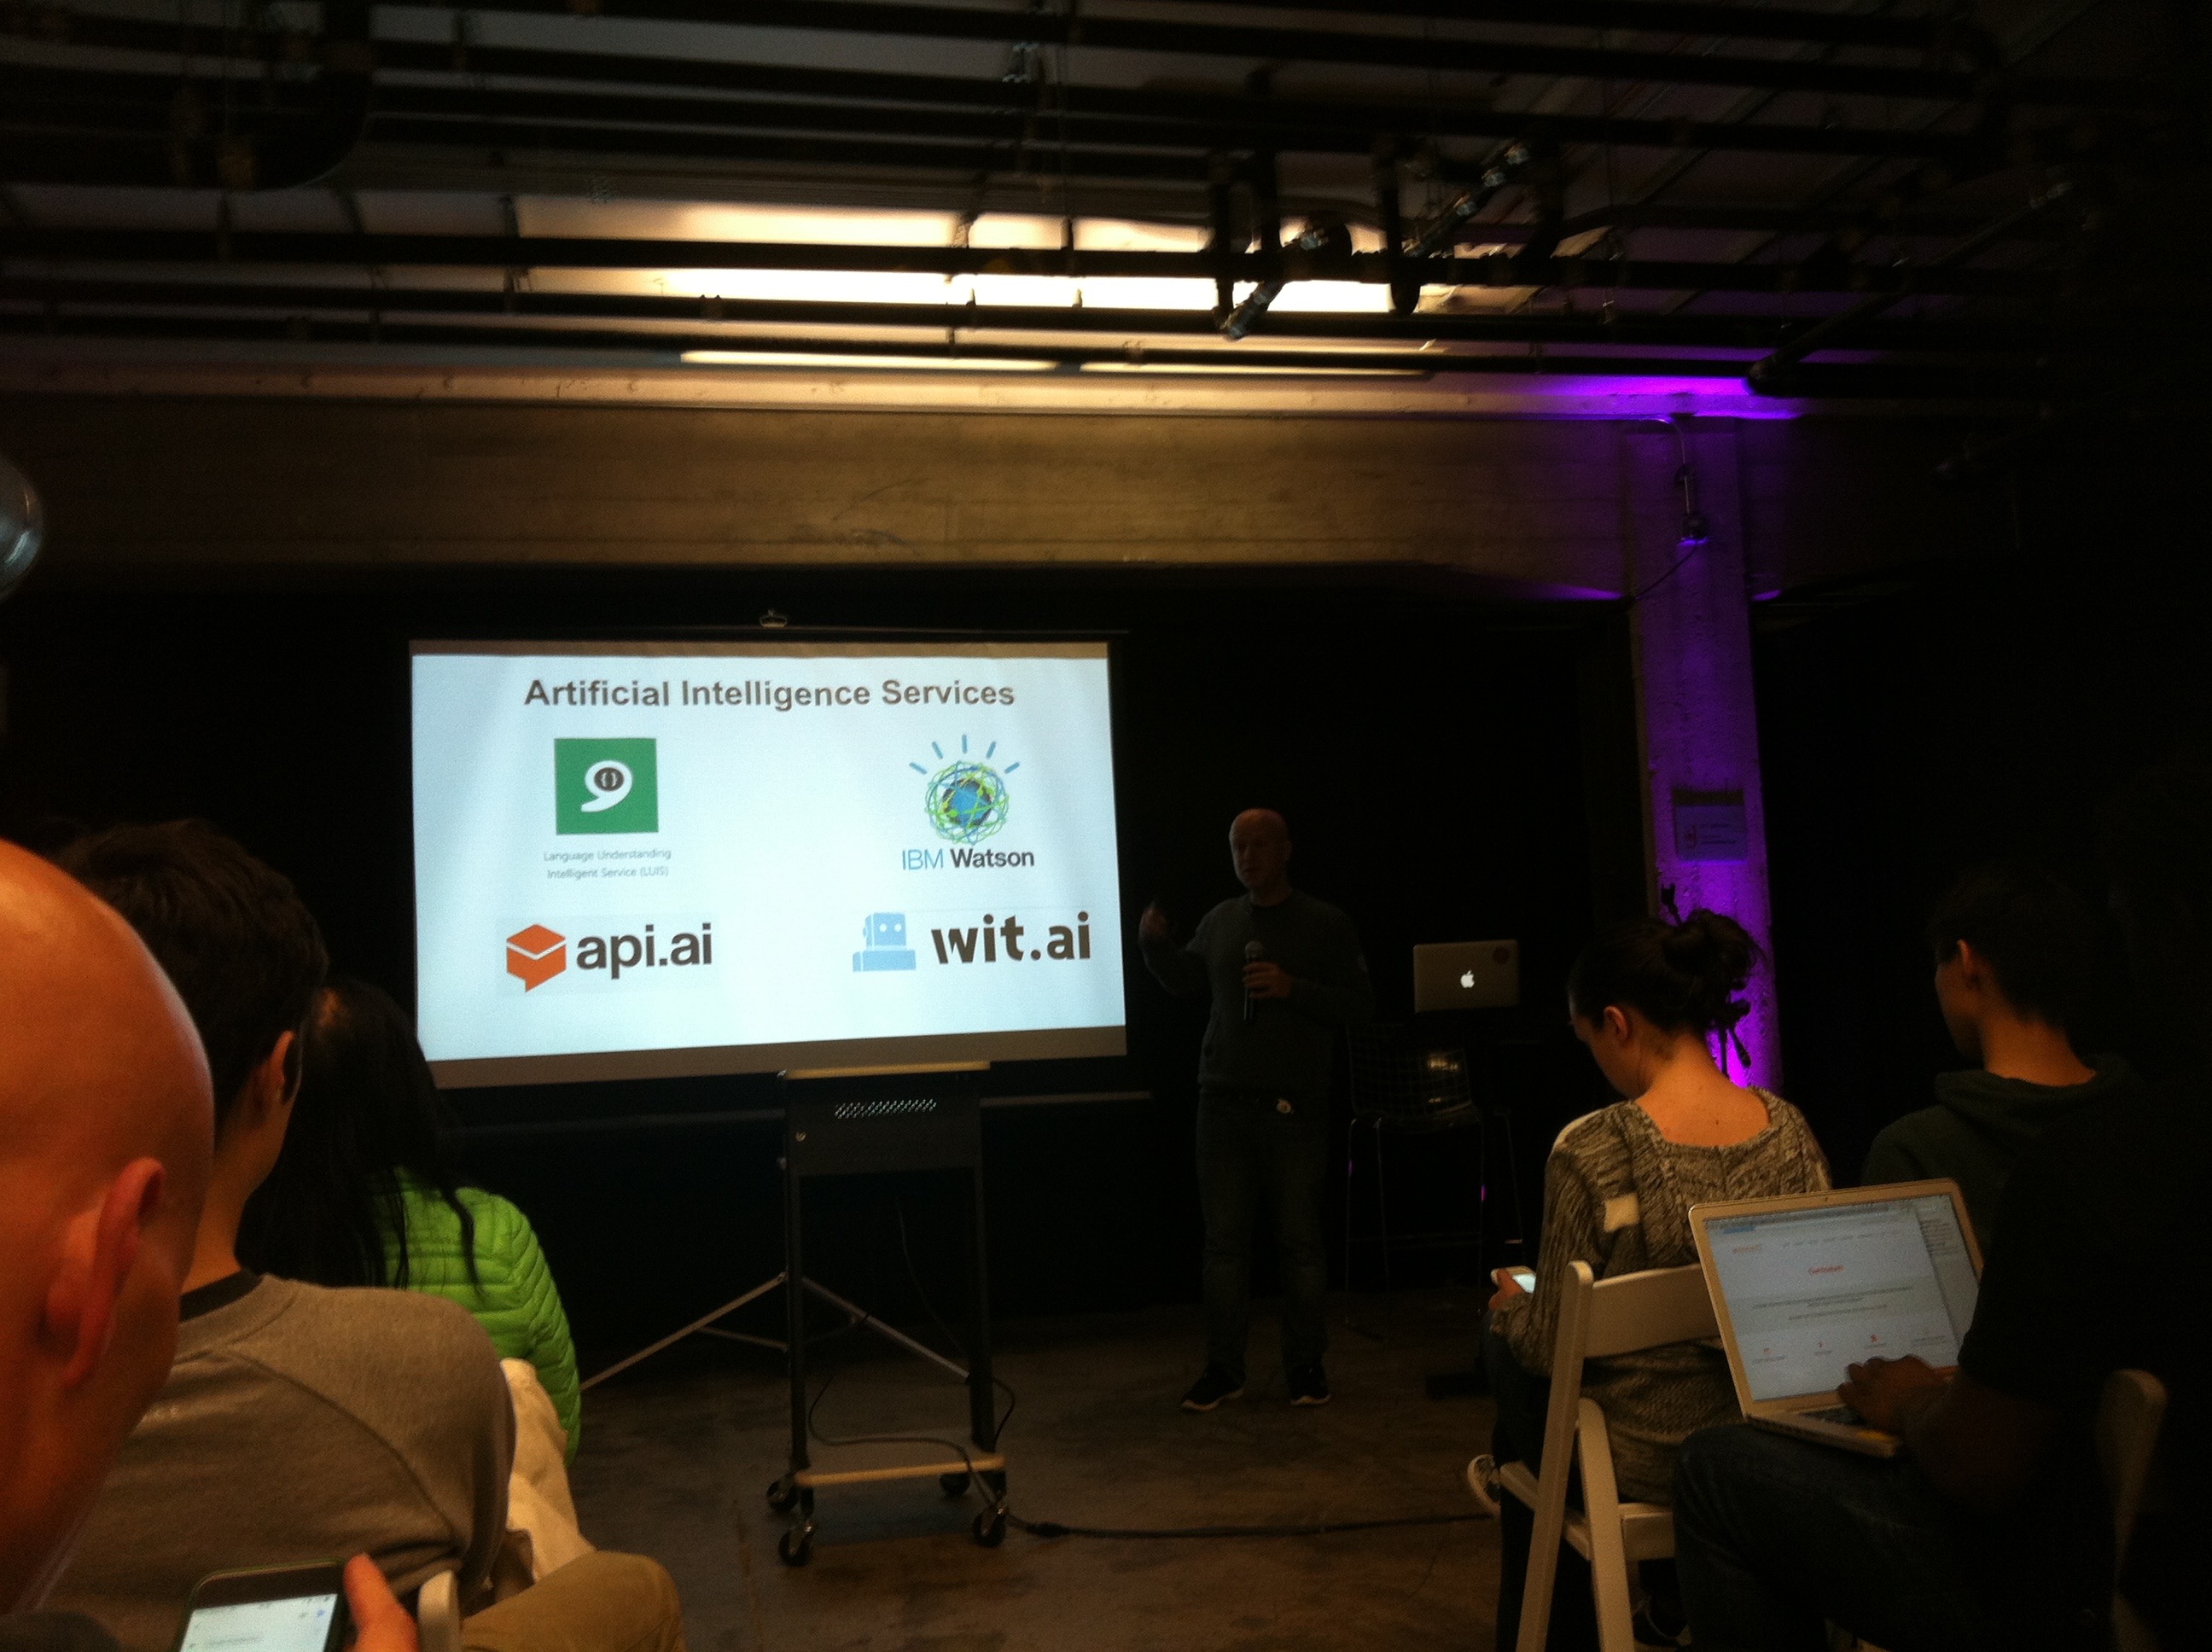 Artificial Intelligence Services
Language Understanding
Intelligent Service (LUIS)
IBM Watson
api.ai
wit.ai